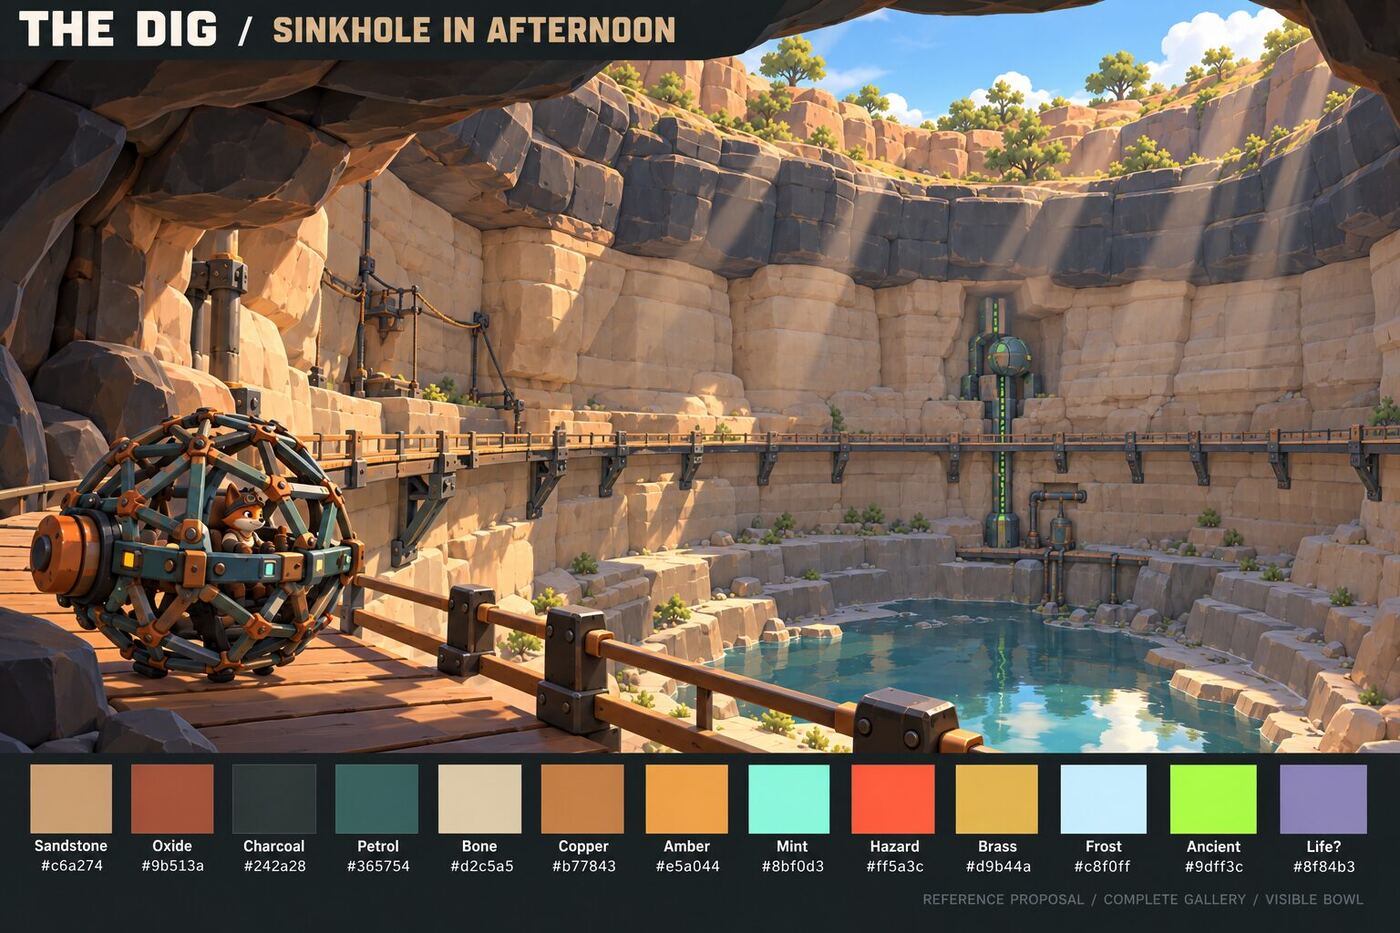 THE DIG / SINKHOLE IN AFTERNOON
Sandstone
#c6a274
Oxide
#9b513a
Charcoal
#242a28
Petrol
#365754
Bone
#d2c5a5
Copper
#b77843
Amber
#e5a044
Mint
#8bf0d3
Hazard
#ff5a3c
Brass
#d9b44a
Frost
#c8f0ff
Ancient
#9dff3c
Life?
#8f84b3
REFERENCE PROPOSAL / COMPLETE GALLERY / VISIBLE BOWL